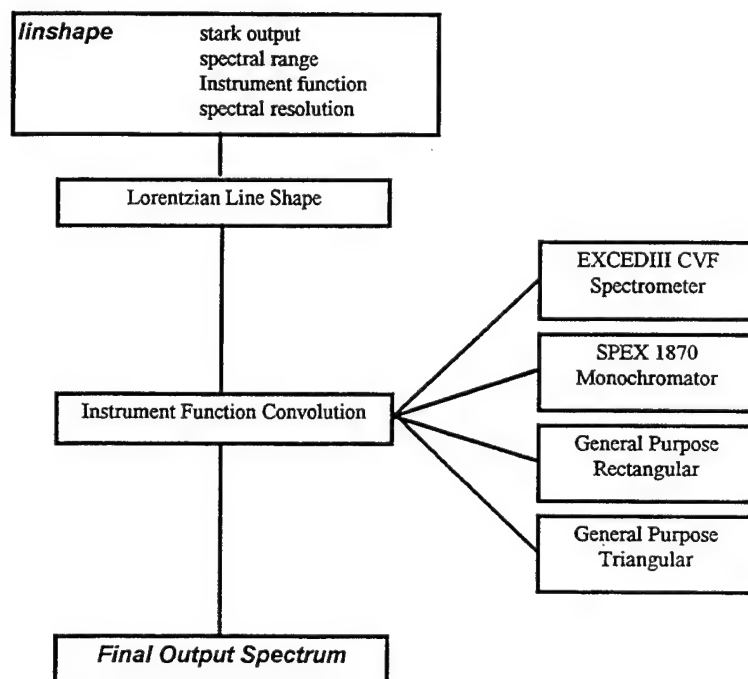 linshape stark output
spectral range
Instrument function
spectral resolution
Lorentzian Line Shape
EXCEDIII CVF
Spectrometer
SPEX 1870
Monochromator
Instrument Function Convolution
General Purpose
Rectangular
General Purpose
Triangular
Final Output Spectrum